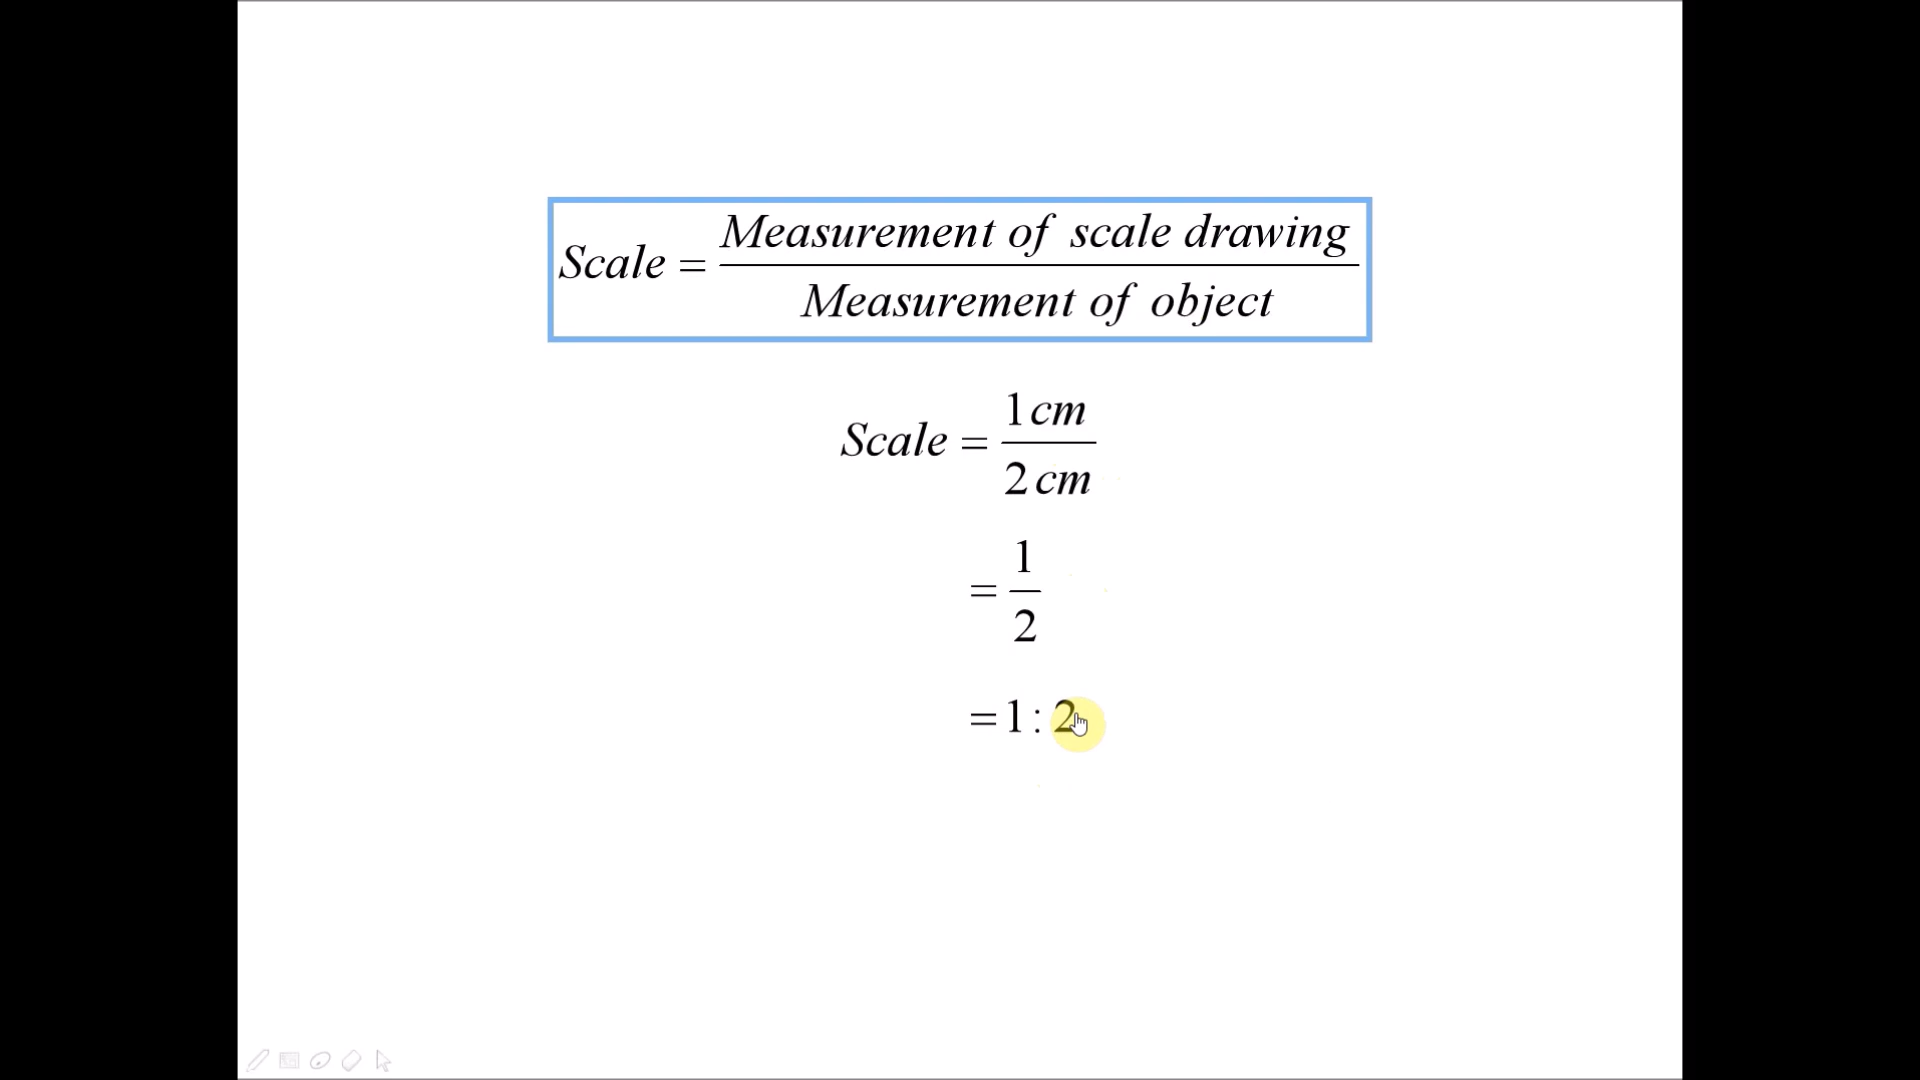 Scale = Measurement of scale drawing / Measurement of object
Scale = 1 cm / 2 cm
= 1 / 2
= 1 : 2